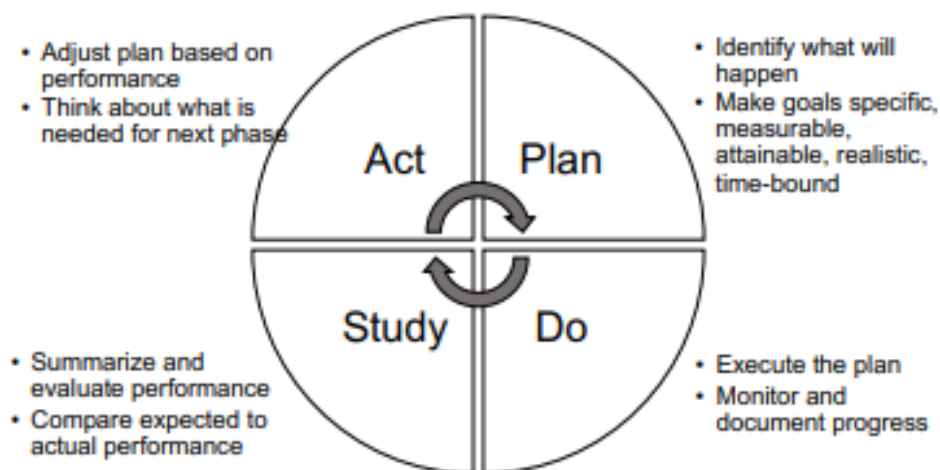 • Adjust plan based on
performance
• Think about what is
needed for next phase
• Identify what will
happen
• Make goals specific,
measurable,
attainable, realistic,
time-bound
Act
Plan
Study
Do
• Summarize and
evaluate performance
• Compare expected to
actual performance
• Execute the plan
• Monitor and
document progress